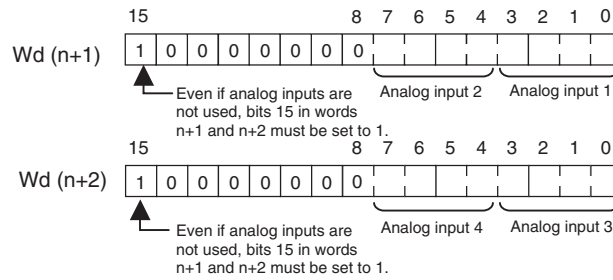 15 8 7 6 5 4 3 2 1 0
Wd (n+1) 1 0 0 0 0 0 0 0
Even if analog inputs are
not used, bits 15 in words
n+1 and n+2 must be set to 1.
Analog input 2 Analog input 1
15 8 7 6 5 4 3 2 1 0
Wd (n+2) 1 0 0 0 0 0 0 0
Even if analog inputs are
not used, bits 15 in words
n+1 and n+2 must be set to 1.
Analog input 4 Analog input 3